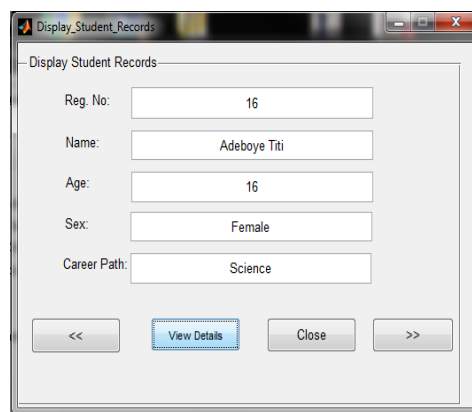 Display_Student_Records
Display Student Records
Reg. No: 16
Name: Adeboye Titi
Age: 16
Sex: Female
Career Path: Science
<< View Details Close >>